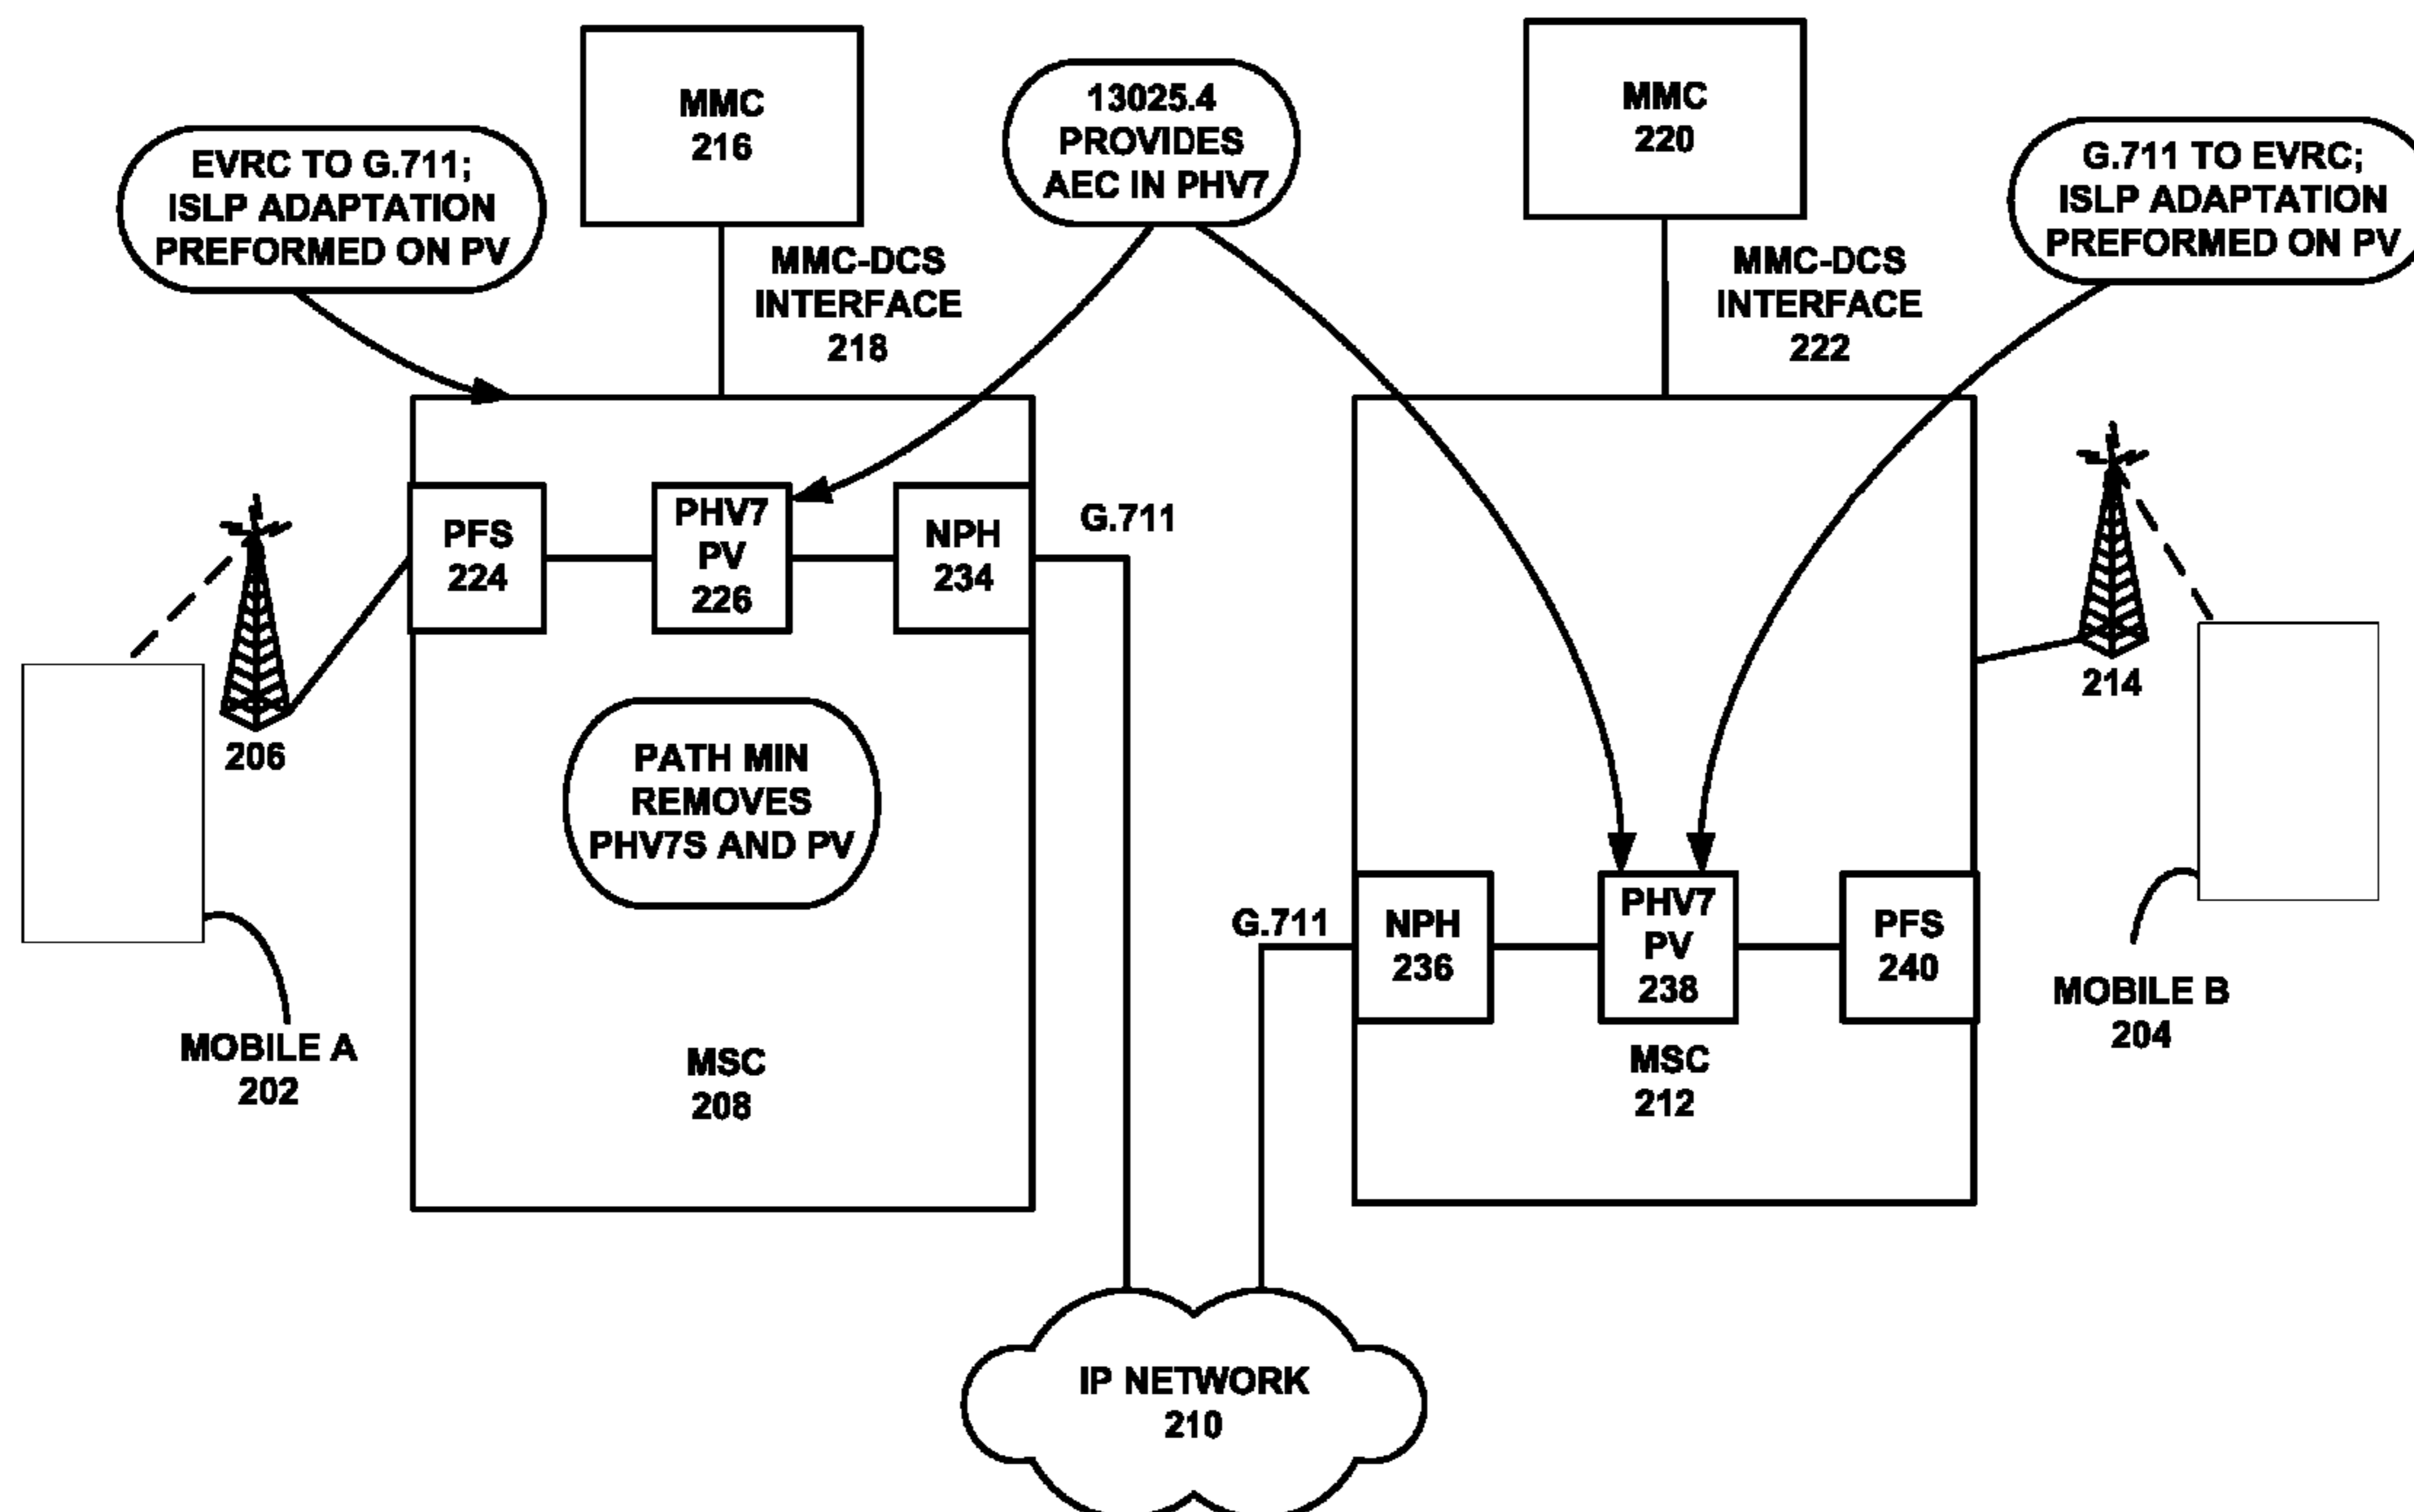 MMC
216
13025.4
PROVIDES
AEC IN PHV7
MMC
220
EVRC TO G.711;
ISLP ADAPTATION
PREFORMED ON PV
G.711 TO EVRC;
ISLP ADAPTATION
PREFORMED ON PV
MMC-DCS
INTERFACE
218
MMC-DCS
INTERFACE
222
PFS
224
PHV7
PV
226
NPH
234
G.711
206
214
PATH MIN
REMOVES
PHV7S AND PV
G.711
NPH
236
PHV7
PV
238
PFS
240
MOBILE A
202
MSC
208
MSC
212
MOBILE B
204
IP NETWORK
210